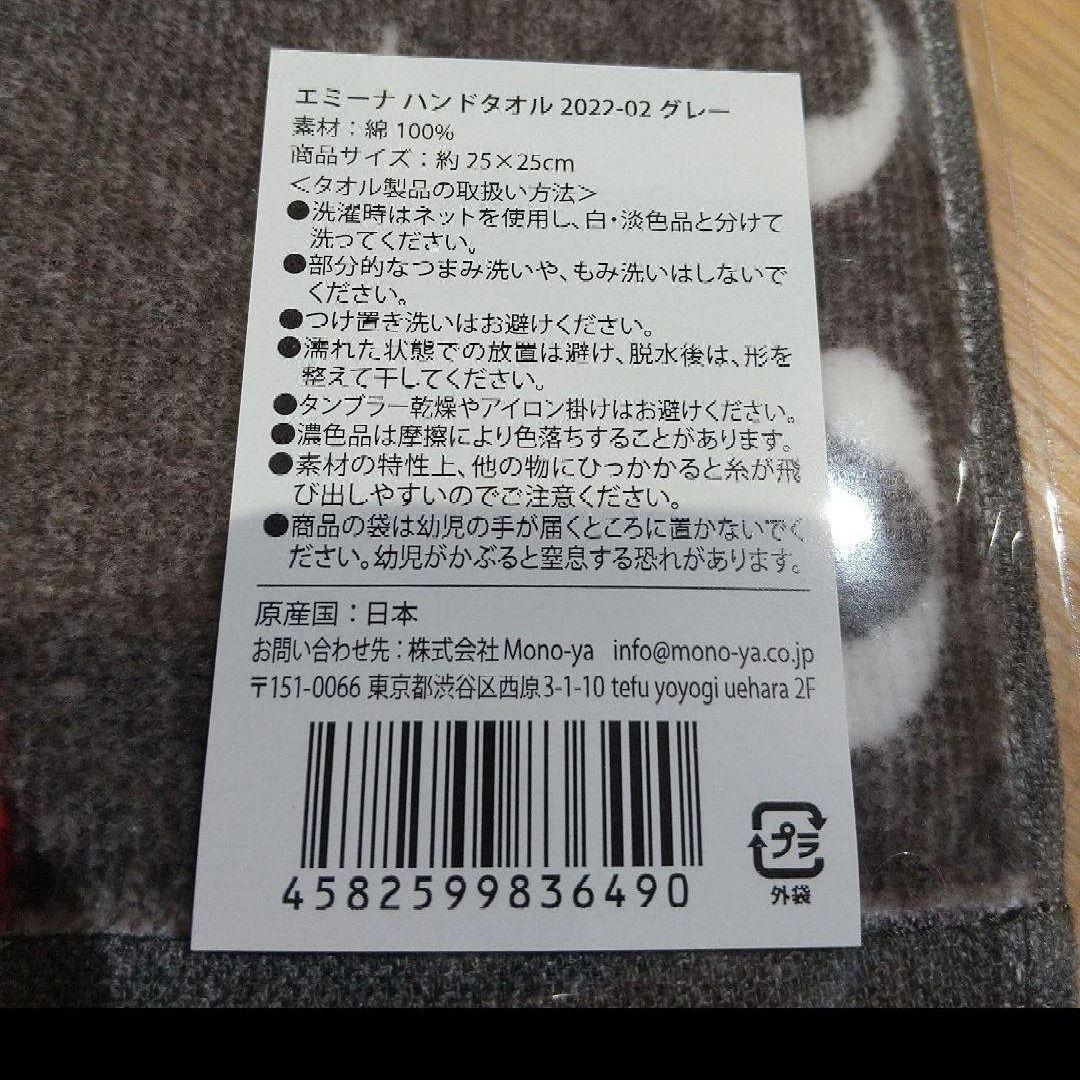 エミーナ ハンドタオル 2022-02 グレー
素材：綿 100%
商品サイズ：約 25×25cm
＜タオル製品の取扱い方法＞
●洗濯時はネットを使用し、白・淡色品と分けて
洗ってください。
●部分的なつまみ洗いや、もみ洗いはしないで
ください。
●つけ置き洗いはお避けください。
●濡れた状態での放置は避け、脱水後は、形を
整えて干してください。
●タンブラー乾燥やアイロン掛けはお避けください。
●濃色品は摩擦により色落ちすることがあります。
●素材の特性上、他の物にひっかかると糸が飛
び出しやすいのでご注意ください。
●商品の袋は幼児の手が届くところに置かないでく
ださい。幼児がかぶると窒息する恐れがあります。
原産国：日本
お問い合わせ先：株式会社 Mono-ya info@mono-ya.co.jp
〒151-0066 東京都渋谷区西原3-1-10 tefu yoyogi uehara 2F
4582599836490
プラ
外袋